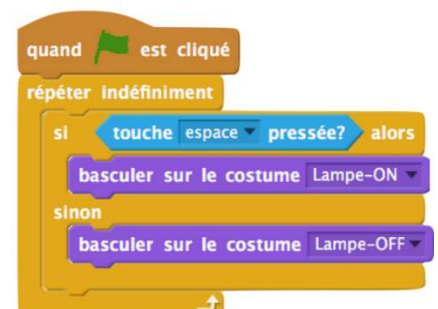 quand est cliqué
répéter indéfiniment
si touche espace pressée? alors
basculer sur le costume Lampe-ON
sinon
basculer sur le costume Lampe-OFF